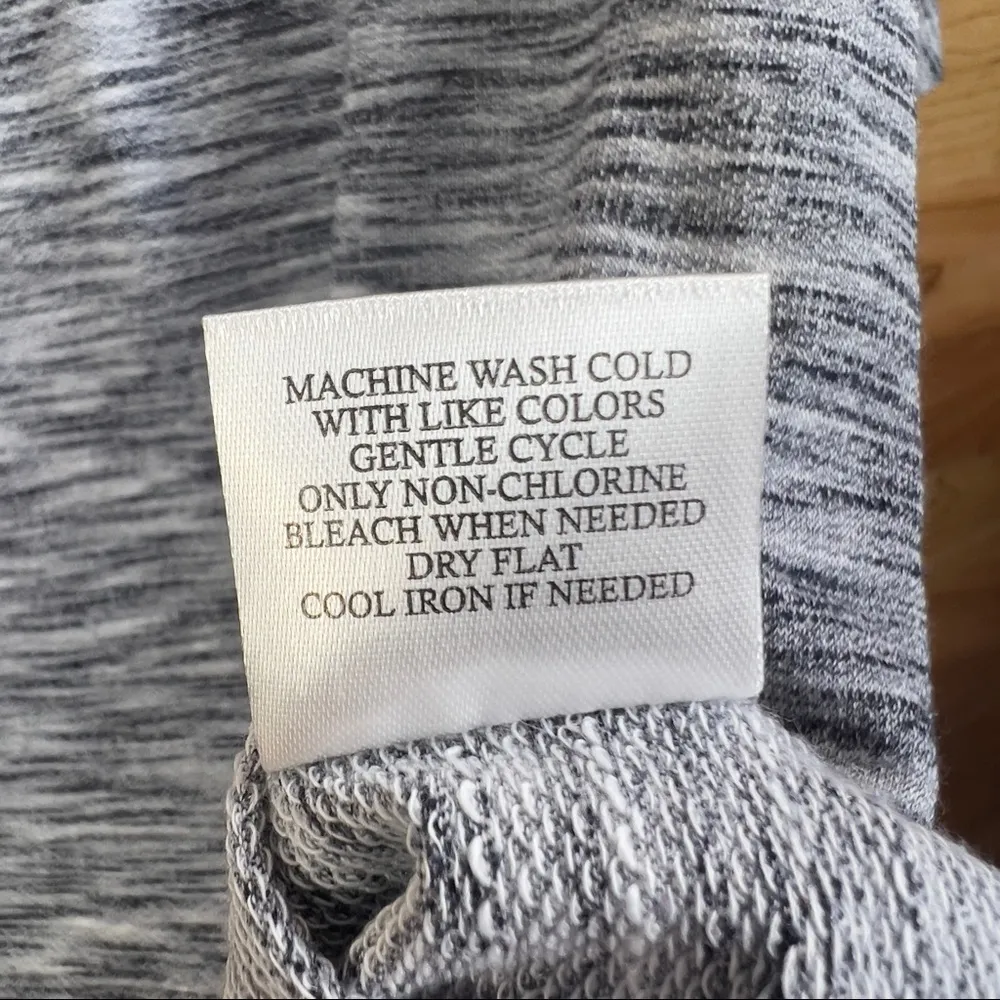 MACHINE WASH COLD
WITH LIKE COLORS
GENTLE CYCLE
ONLY NON-CHLORINE
BLEACH WHEN NEEDED
DRY FLAT
COOL IRON IF NEEDED